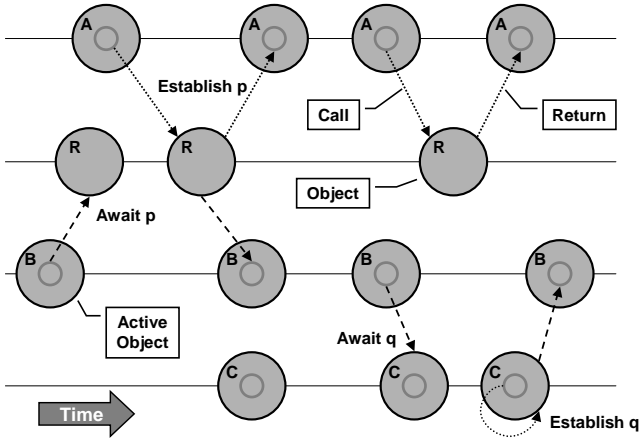 A
A
A
A
Establish p
Call
Return
R
R
R
Object
Await p
B
B
B
B
Active
Object
Await q
C
C
C
Time
Establish q